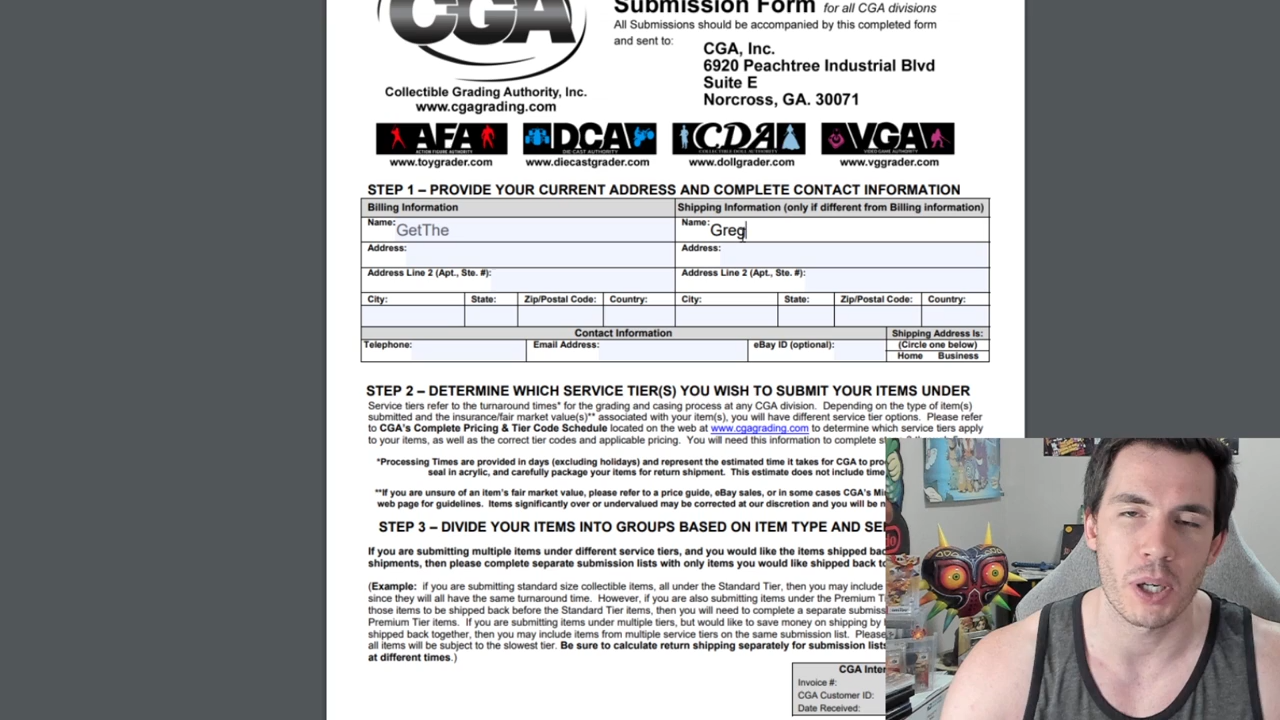 CGA
Submission Form for all CGA divisions
All Submissions should be accompanied by this completed form
and sent to:
CGA, Inc.
6920 Peachtree Industrial Blvd
Suite E
Norcross, GA. 30071
Collectible Grading Authority, Inc.
www.cgagrading.com
AFA
ACTION FIGURE AUTHORITY
DCA
DIE CAST AUTHORITY
CDA
COLLECTIBLE DOLL AUTHORITY
VGA
VIDEO GAME AUTHORITY
www.toygrader.com
www.diecastgrader.com
www.dollgrader.com
www.vggrader.com
STEP 1 – PROVIDE YOUR CURRENT ADDRESS AND COMPLETE CONTACT INFORMATION
Billing Information
Shipping Information (only if different from Billing information)
Name: GetThe
Name: Greg
Address:
Address:
Address Line 2 (Apt., Ste. #):
Address Line 2 (Apt., Ste. #):
City: State: Zip/Postal Code: Country:
City: State: Zip/Postal Code: Country:
Contact Information
Shipping Address Is:
Telephone:
Email Address:
eBay ID (optional):
(Circle one below)
Home Business
STEP 2 – DETERMINE WHICH SERVICE TIER(S) YOU WISH TO SUBMIT YOUR ITEMS UNDER
Service tiers refer to the turnaround times* for the grading and casing process at any CGA division. Depending on the type of item(s)
submitted and the insurance/fair market value(s)** associated with your item(s), you will have different service tier options. Please refer
to CGA's Complete Pricing & Tier Code Schedule located on the web at www.cgagrading.com to determine which service tiers apply
to your items, as well as the correct tier codes and applicable pricing. You will need this information to complete
*Processing Times are provided in days (excluding holidays) and represent the estimated time it takes for CGA to pro
seal in acrylic, and carefully package your items for return shipment. This estimate does not include time
**If you are unsure of an item's fair market value, please refer to a price guide, eBay sales, or in some cases CGA's Mi
web page for guidelines. Items significantly over or undervalued may be corrected at our discretion and you will be n
STEP 3 – DIVIDE YOUR ITEMS INTO GROUPS BASED ON ITEM TYPE AND SE
If you are submitting multiple items under different service tiers, and you would like the items shipped bac
shipments, then please complete separate submission lists with only items you would like shipped back to
(Example: if you are submitting standard size collectible items, all under the Standard Tier, then you may include
since they will all have the same turnaround time. However, if you are also submitting items under the Premium T
those items to be shipped back before the Standard Tier items, then you will need to complete a separate submiss
Premium Tier items. If you are submitting items under multiple tiers, but would like to save money on shipping by
shipped back together, then you may include items from multiple service tiers on the same submission list. Please
all items will be subject to the slowest tier. Be sure to calculate return shipping separately for submission lists
at different times.)
CGA Inter
Invoice #:
CGA Customer ID:
Date Received: